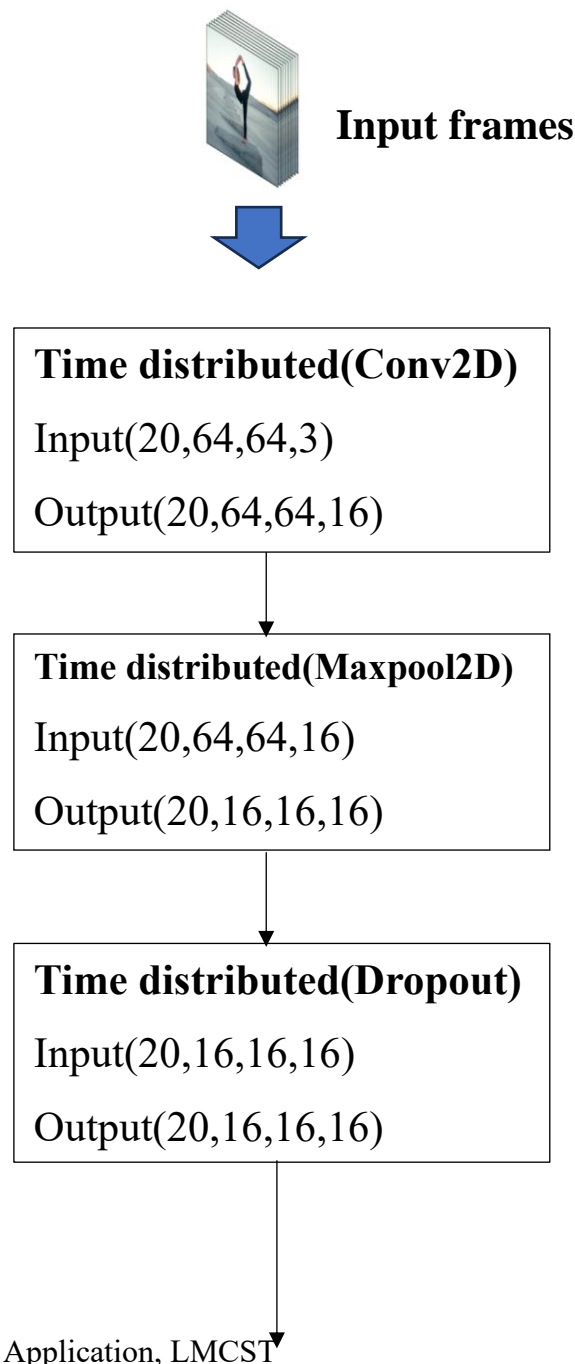 Input frames
Time distributed(Conv2D)
Input(20,64,64,3)
Output(20,64,64,16)
Time distributed(Maxpool2D)
Input(20,64,64,16)
Output(20,16,16,16)
Time distributed(Dropout)
Input(20,16,16,16)
Output(20,16,16,16)
Application, LMCST